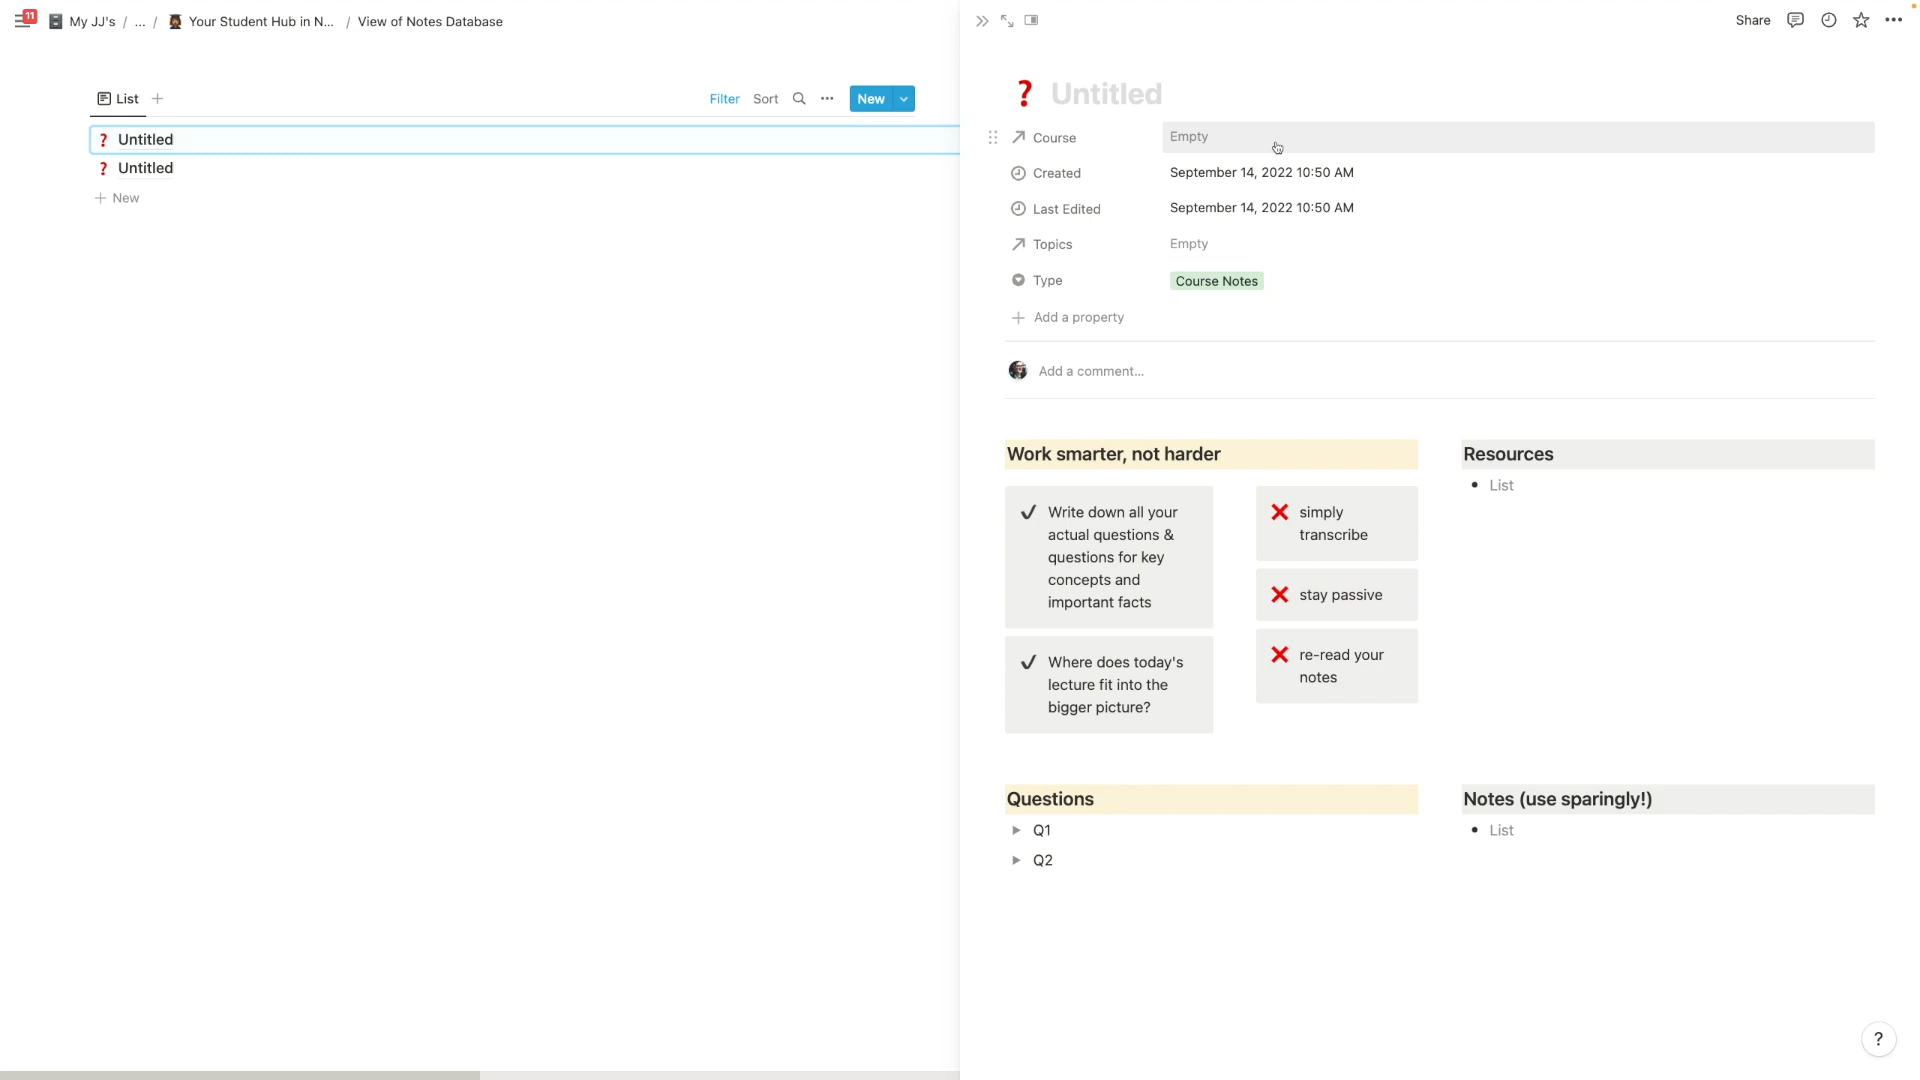 11
My JJ's / ... / Your Student Hub in N... / View of Notes Database
List
Filter Sort New
Untitled
Untitled
New
Share
Untitled
Course Empty
Created September 14, 2022 10:50 AM
Last Edited September 14, 2022 10:50 AM
Topics Empty
Type Course Notes
Add a property
Add a comment...
Work smarter, not harder
Write down all your
actual questions &
questions for key
concepts and
important facts
Where does today's
lecture fit into the
bigger picture?
simply
transcribe
stay passive
re-read your
notes
Resources
• List
Questions
Q1
Q2
Notes (use sparingly!)
• List
?